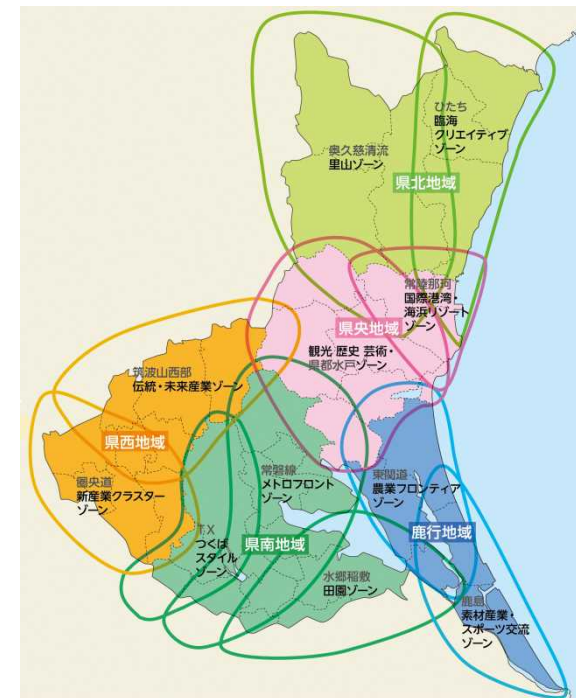 ひたち
臨海
クリエイティブ
ゾーン
奥久慈清流
里山ゾーン
県北地域
常陸那珂
国際港湾・
海浜リゾート
ゾーン
県央地域
観光 歴史 芸術・
県都水戸ゾーン
筑波山西部
伝統・未来産業ゾーン
県西地域
圏央道
新産業クラスター
ゾーン
常磐線
メトロフロント
ゾーン
東関道
農業フロンティア
ゾーン
T.X
つくば
スタイル
ゾーン
県南地域
鹿行地域
水郷稲敷
田園ゾーン
鹿島
素材産業・
スポーツ交流
ゾーン